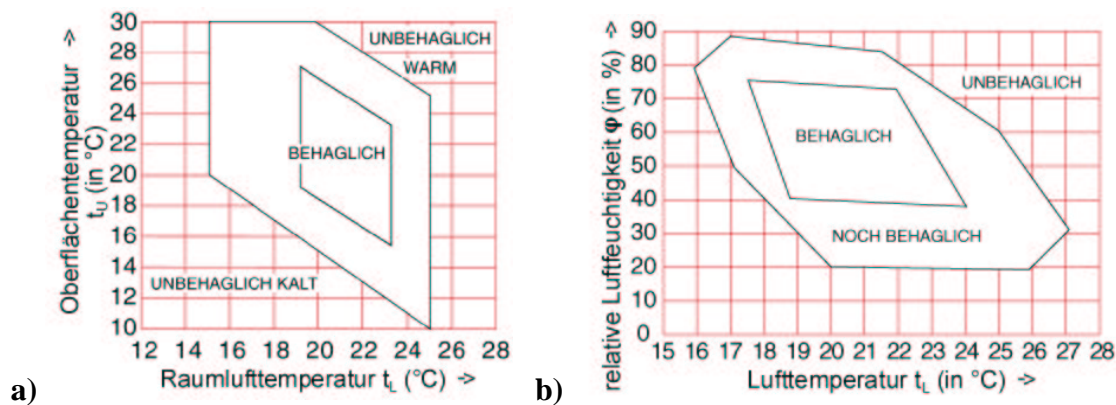 Oberflächentemperatur ->
t_U (in °C)
30
28
26
24
22
20
18
16
14
12
10
UNBEHAGLICH
WARM
BEHAGLICH
UNBEHAGLICH KALT
12 14 16 18 20 22 24 26 28
Raumlufttemperatur t_L (°C) ->
a)
relative Luftfeuchtigkeit φ (in %) ->
90
80
70
60
50
40
30
20
10
0
UNBEHAGLICH
BEHAGLICH
NOCH BEHAGLICH
15 16 17 18 19 20 21 22 23 24 25 26 27 28
Lufttemperatur t_L (in °C) ->
b)